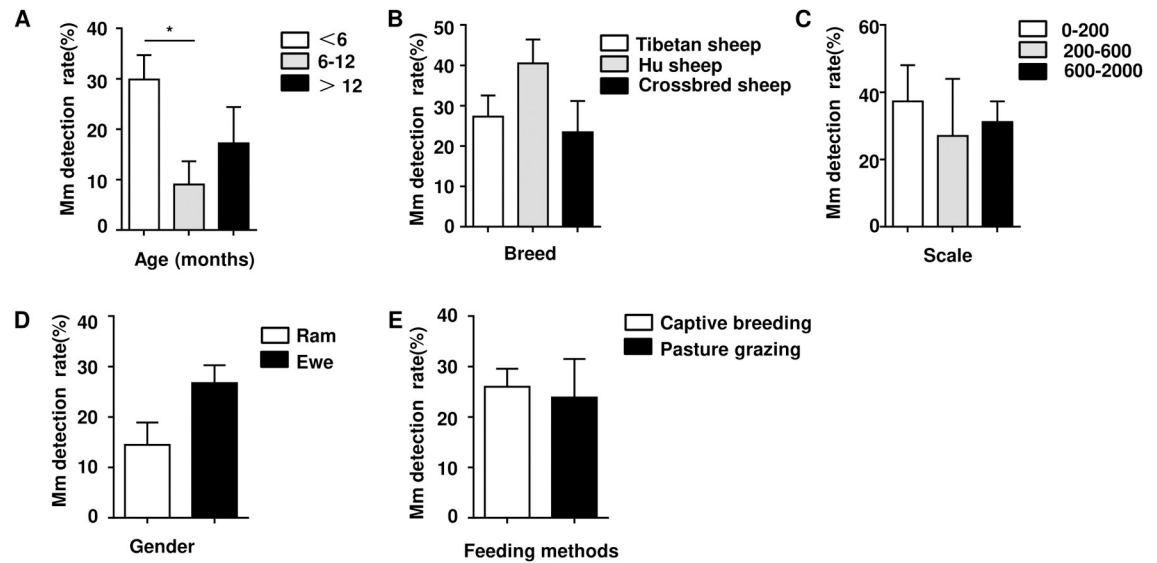 A
Mm detection rate(%)
40
30
20
10
0
*
<6
6-12
> 12
Age (months)
B
Mm detection rate(%)
50
40
30
20
10
0
Tibetan sheep
Hu sheep
Crossbred sheep
Breed
C
Mm detection rate(%)
60
40
20
0
0-200
200-600
600-2000
Scale
D
Mm detection rate(%)
40
30
20
10
0
Ram
Ewe
Gender
E
Mm detection rate(%)
40
30
20
10
0
Captive breeding
Pasture grazing
Feeding methods